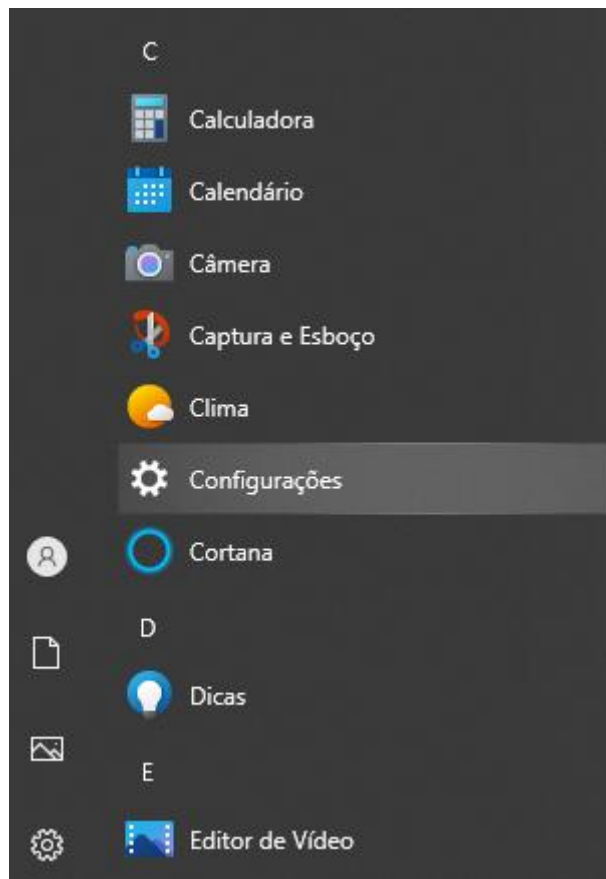 C
Calculadora
Calendário
Câmera
Captura e Esboço
Clima
Configurações
Cortana
D
Dicas
E
Editor de Vídeo